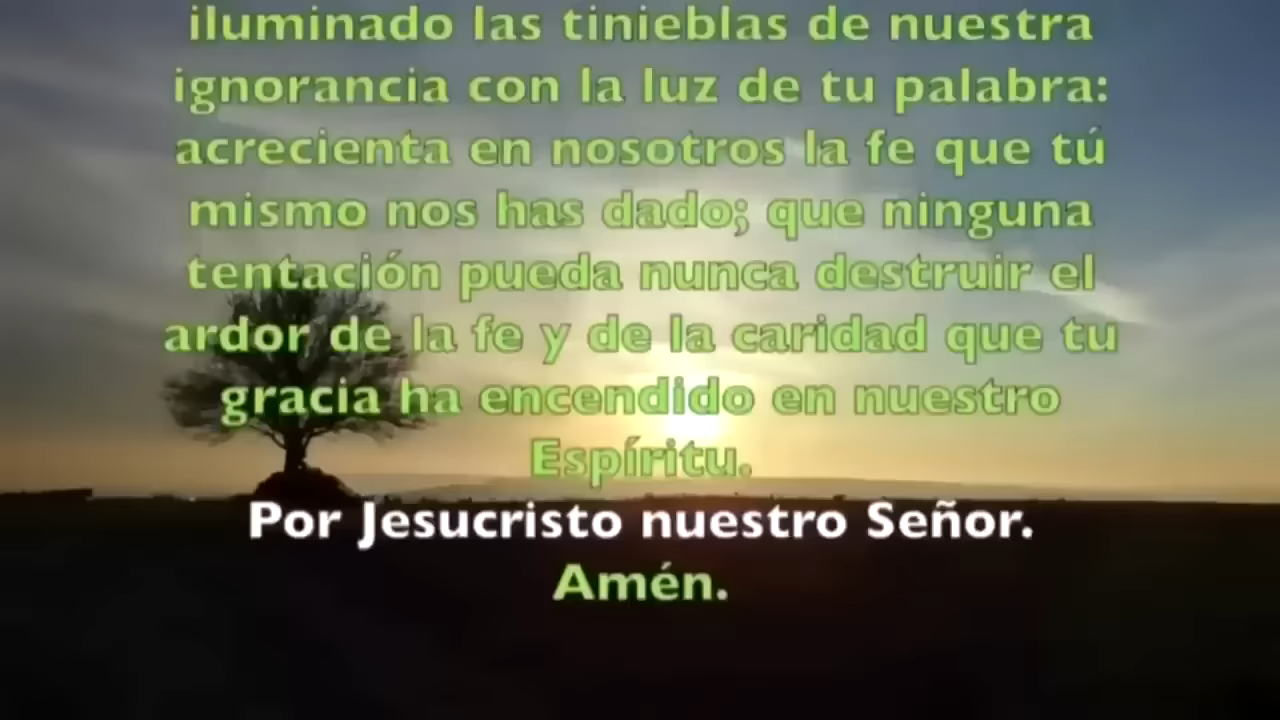 iluminado las tinieblas de nuestra
ignorancia con la luz de tu palabra:
acrecienta en nosotros la fe que tú
mismo nos has dado; que ninguna
tentación pueda nunca destruir el
ardor de la fe y de la caridad que tu
gracia ha encendido en nuestro
Espíritu.
Por Jesucristo nuestro Señor.
Amén.